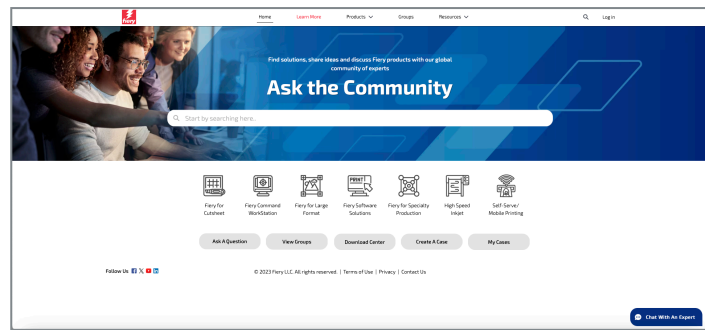 fiery
Home Learn More Products Groups Resources Log in
Find solutions, share ideas and discuss Fiery products with our global
community of experts
Ask the Community
Start by searching here..
Fiery for
Cutsheet
Fiery Command
WorkStation
Fiery for Large
Format
PRINT
Fiery Software
Solutions
Fiery for Specialty
Production
High Speed
Inkjet
Self-Serve/
Mobile Printing
Ask A Question View Groups Download Center Create A Case My Cases
Follow Us © 2023 Fiery LLC. All rights reserved. | Terms of Use | Privacy | Contact Us
Chat With An Expert